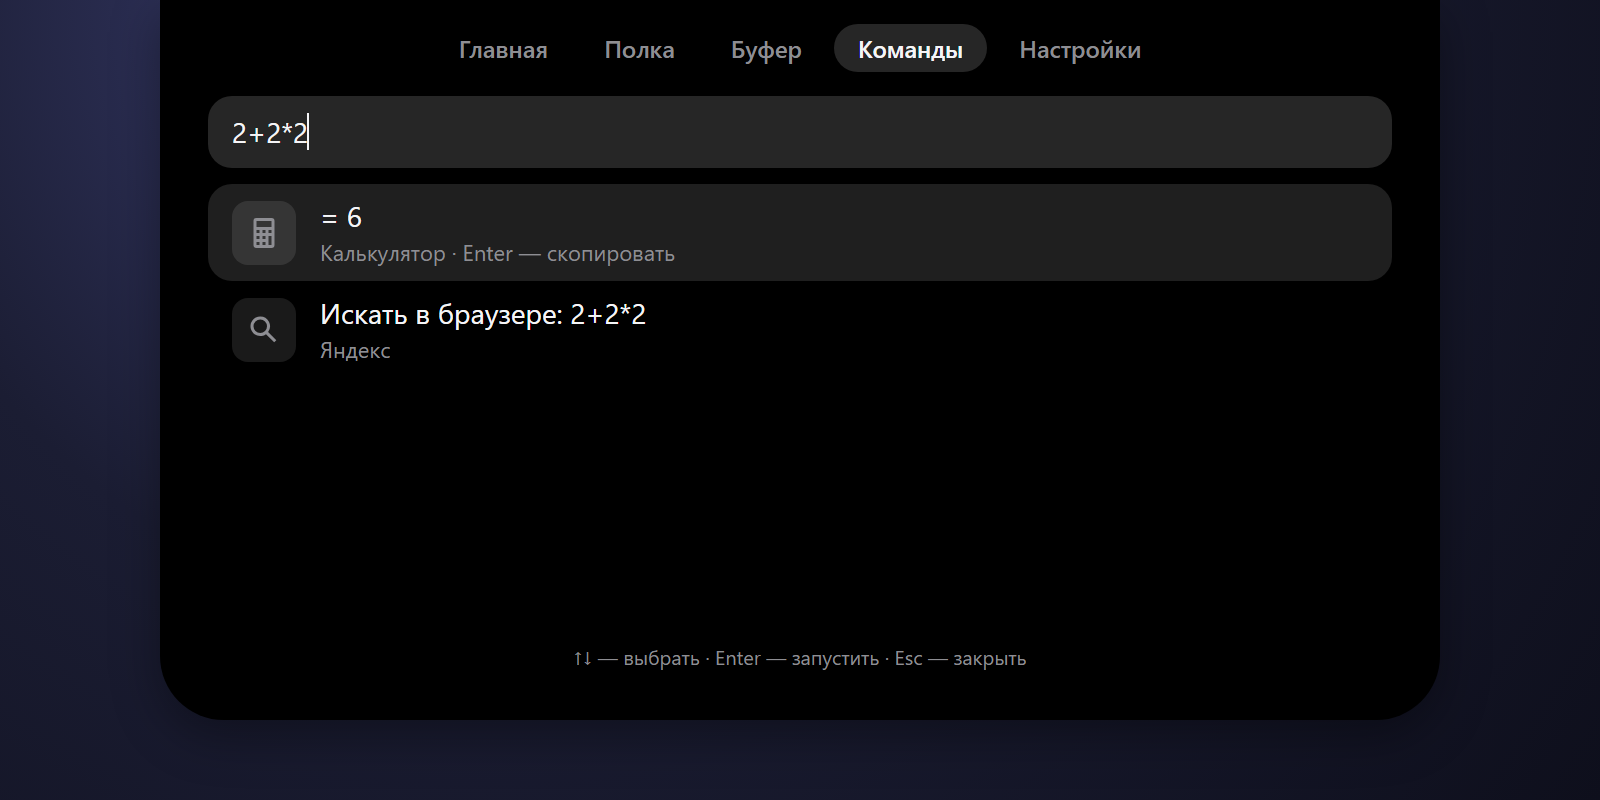 Главная Полка Буфер Команды Настройки
2+2*2
= 6
Калькулятор · Enter — скопировать
Искать в браузере: 2+2*2
Яндекс
↑↓ — выбрать · Enter — запустить · Esc — закрыть